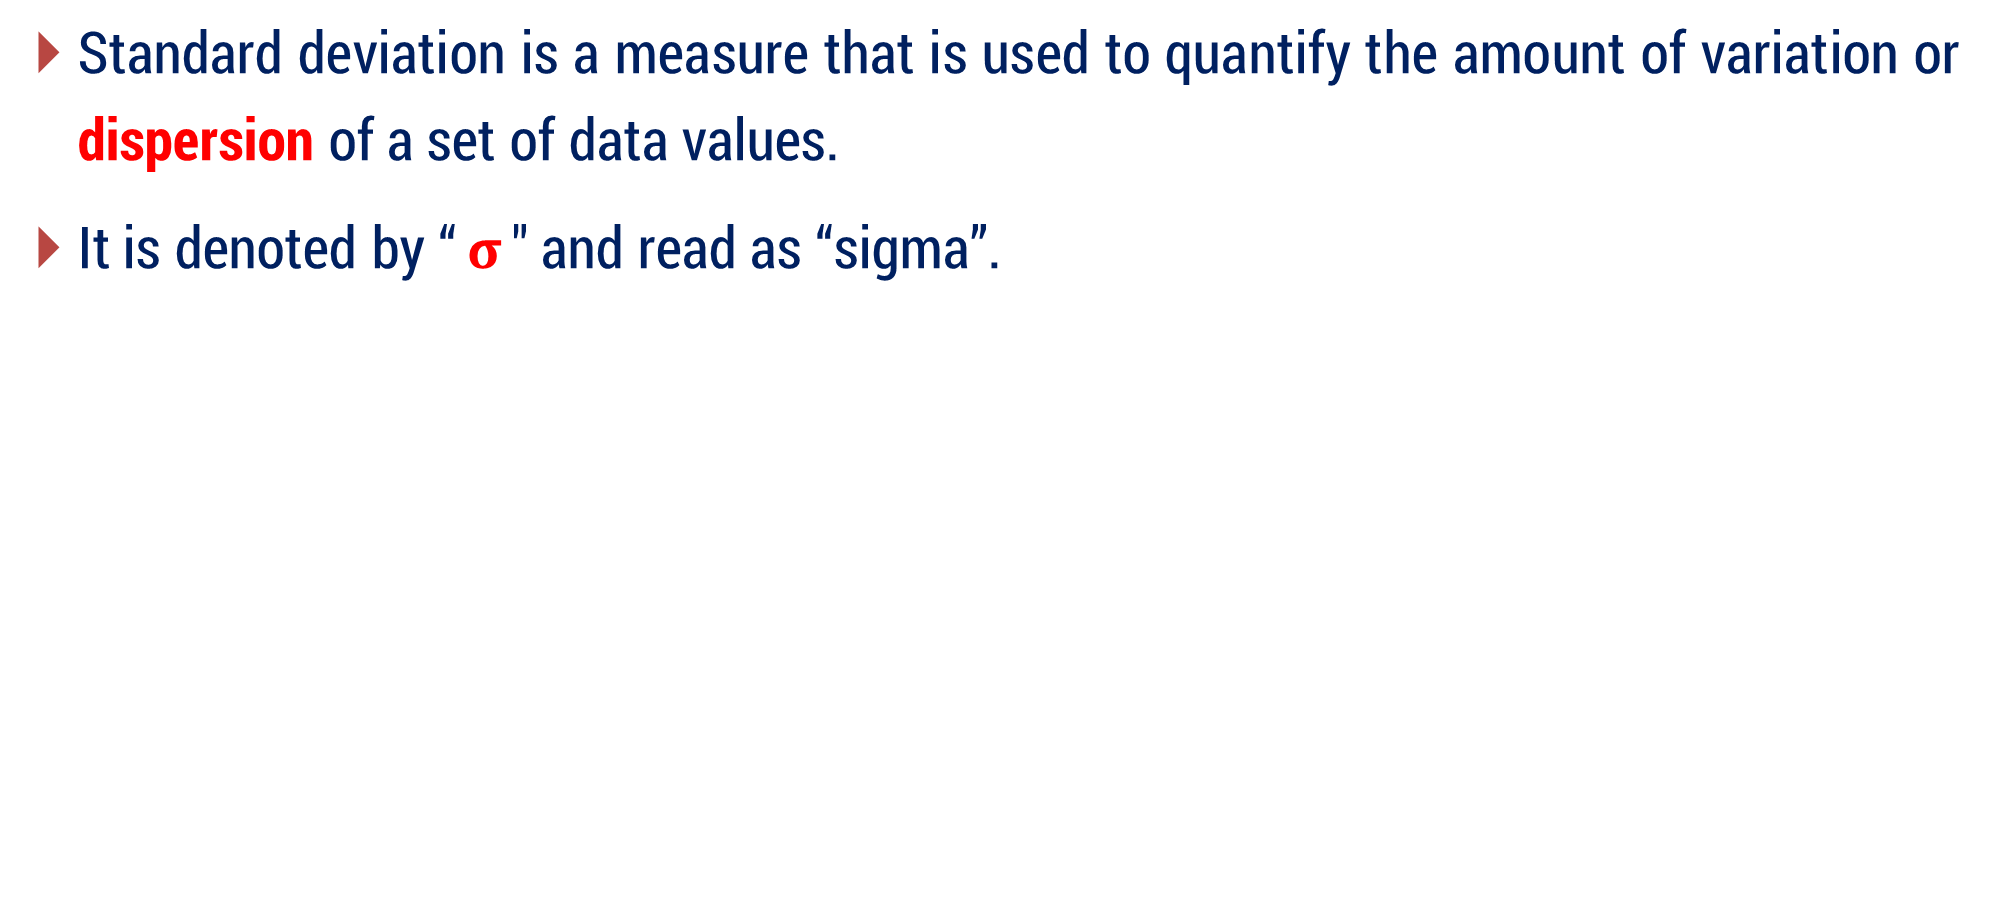 Standard deviation is a measure that is used to quantify the amount of variation or
dispersion of a set of data values.
It is denoted by “ σ " and read as “sigma”.